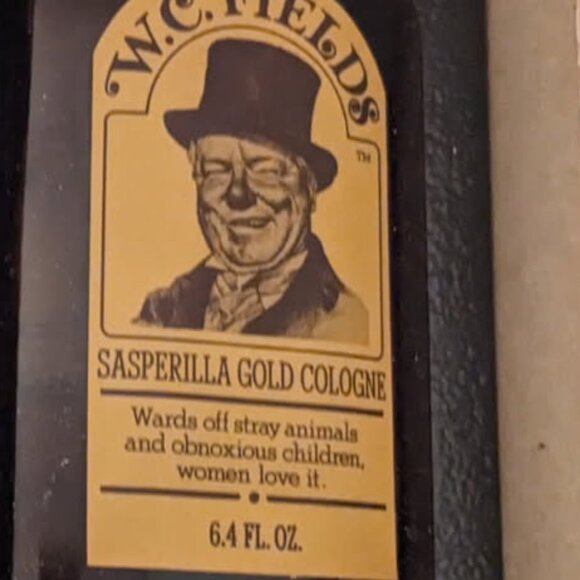 W.C. FIELDS
TM
SASPERILLA GOLD COLOGNE
Wards off stray animals
and obnoxious children,
women love it.
6.4 FL. OZ.